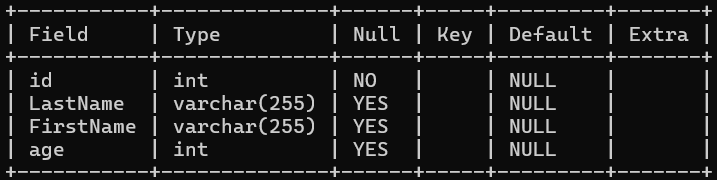 +-----------+--------------+------+-----+---------+-------+
| Field     | Type         | Null | Key | Default | Extra |
+-----------+--------------+------+-----+---------+-------+
| id        | int          | NO   |     | NULL    |       |
| LastName  | varchar(255) | YES  |     | NULL    |       |
| FirstName | varchar(255) | YES  |     | NULL    |       |
| age       | int          | YES  |     | NULL    |       |
+-----------+--------------+------+-----+---------+-------+